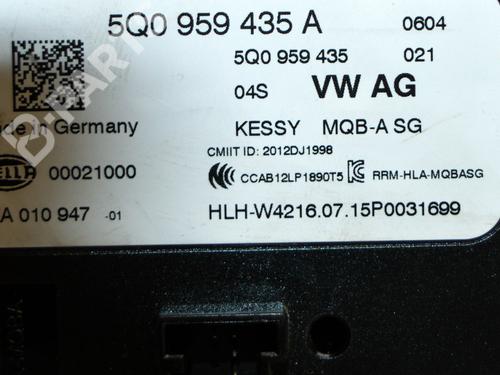 5Q0 959 435 A 0604
5Q0 959 435 021
04S VW AG
in Germany KESSY MQB-A SG
CMIIT ID: 2012DJ1998
HELLA 00021000 CCAB12LP1890T5 RRM-HLA-MQBASG
A 010 947 -01 HLH-W4216.07.15P0031699